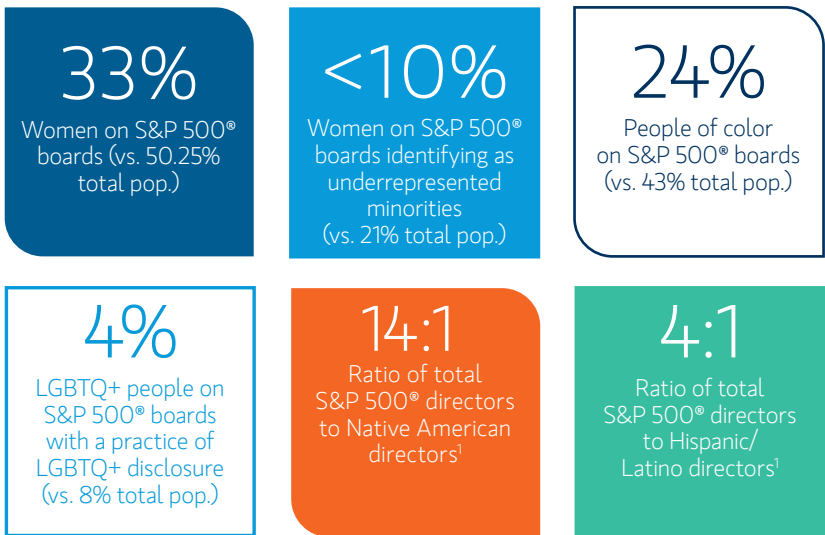 33%
Women on S&P 500®
boards (vs. 50.25%
total pop.)
<10%
Women on S&P 500®
boards identifying as
underrepresented
minorities
(vs. 21% total pop.)
24%
People of color
on S&P 500® boards
(vs. 43% total pop.)
4%
LGBTQ+ people on
S&P 500® boards
with a practice of
LGBTQ+ disclosure
(vs. 8% total pop.)
14:1
Ratio of total
S&P 500® directors
to Native American
directors¹
4:1
Ratio of total
S&P 500® directors
to Hispanic/
Latino directors¹